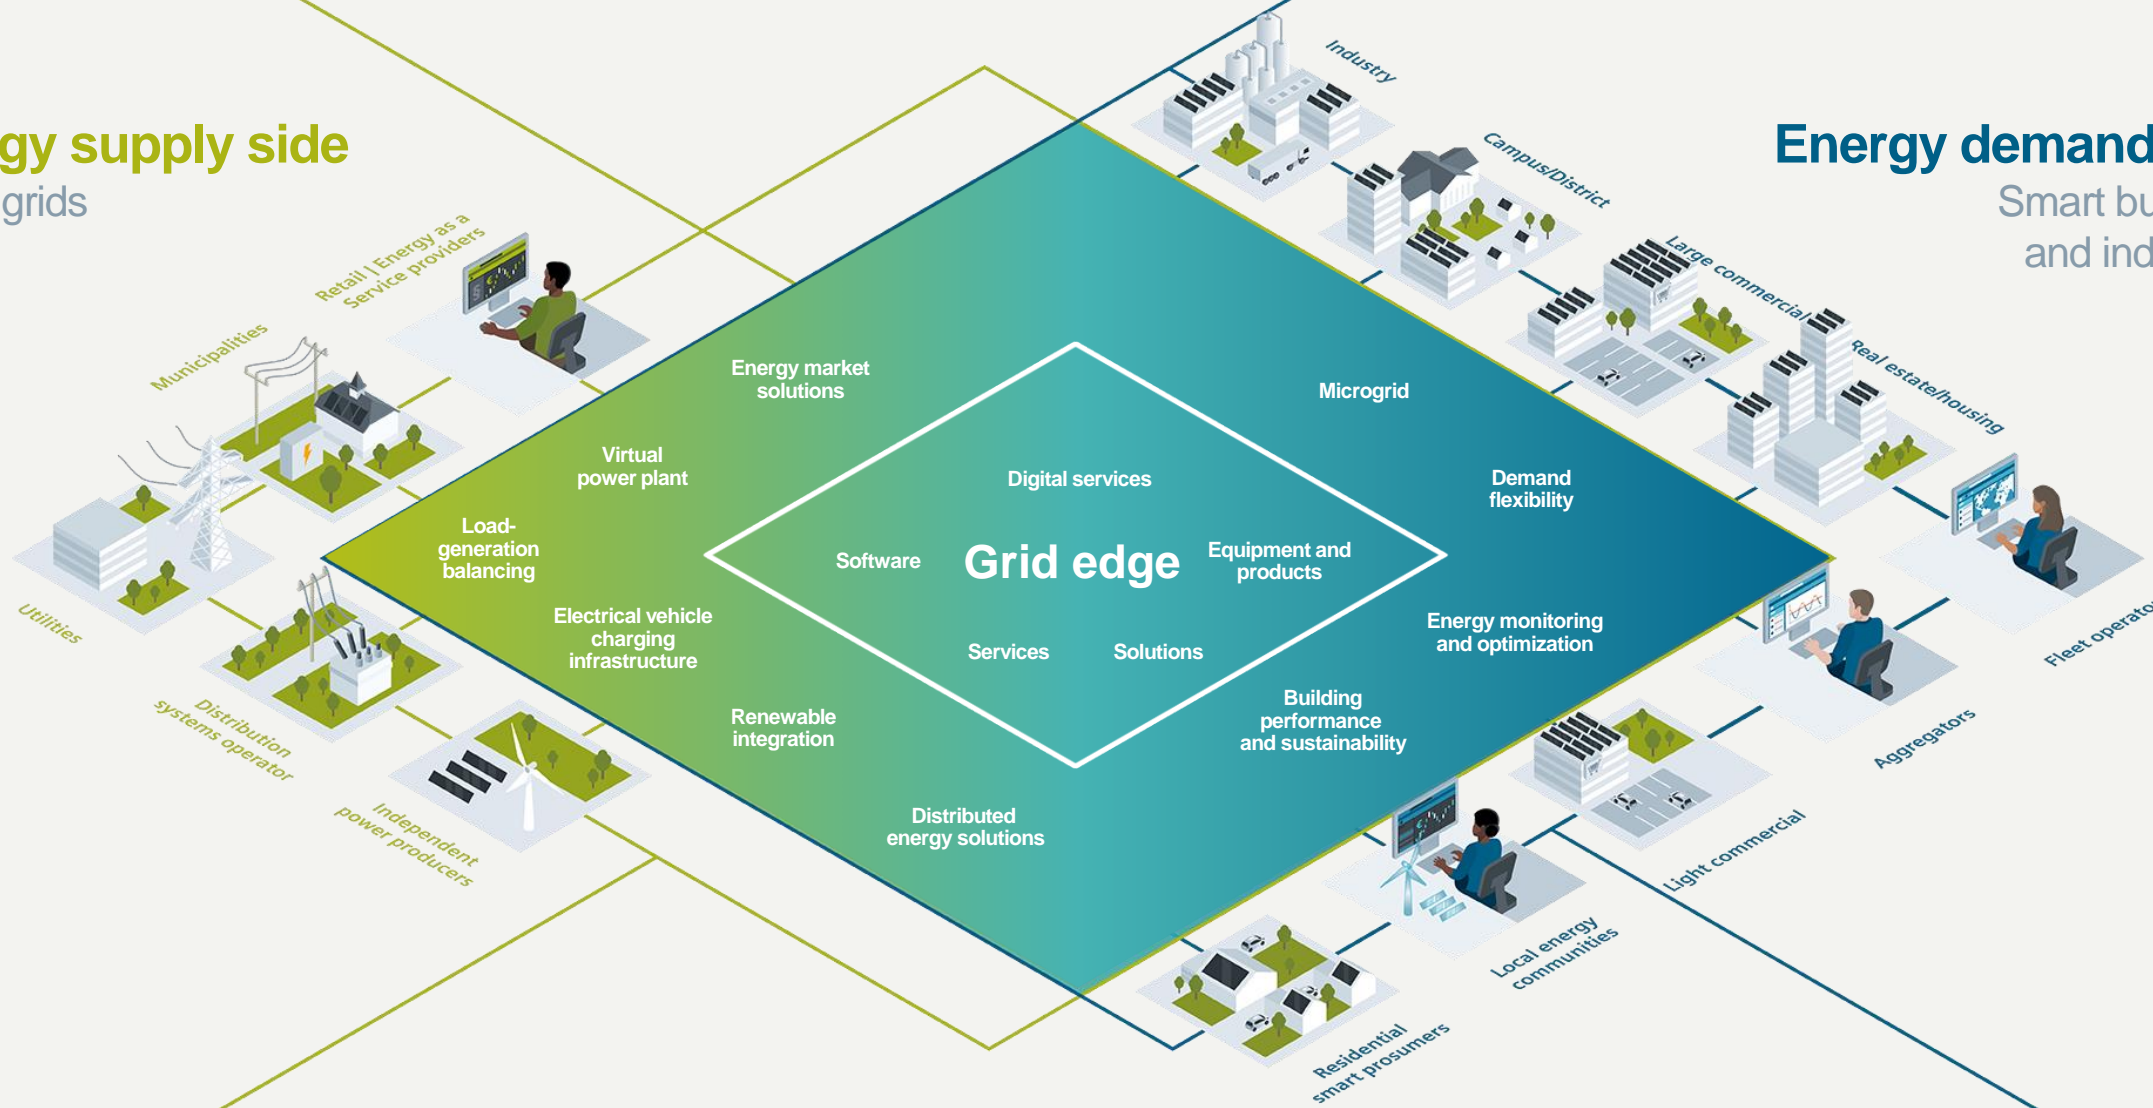 gy supply side
grids
Energy demand
Smart bu
and ind
Retail | Energy as a
Service providers
Municipalities
Utilities
Distribution
systems operator
Independent
power producers
Industry
Campus/District
Large commercial
Real estate/housing
Fleet operator
Aggregators
Light commercial
Local energy
communities
Residential
smart prosumers
Energy market
solutions
Virtual
power plant
Load-
generation
balancing
Electrical vehicle
charging
infrastructure
Renewable
integration
Distributed
energy solutions
Microgrid
Demand
flexibility
Energy monitoring
and optimization
Building
performance
and sustainability
Digital services
Software
Grid edge
Equipment and
products
Services
Solutions